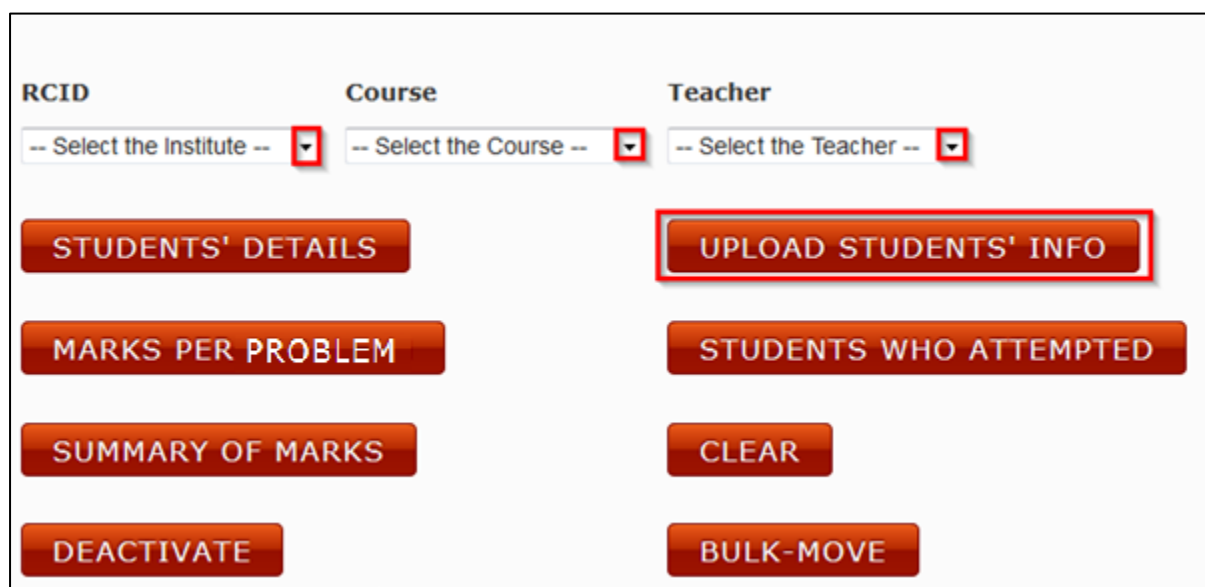 RCID Course Teacher
-- Select the Institute -- -- Select the Course -- -- Select the Teacher --
STUDENTS' DETAILS UPLOAD STUDENTS' INFO
MARKS PER PROBLEM STUDENTS WHO ATTEMPTED
SUMMARY OF MARKS CLEAR
DEACTIVATE BULK-MOVE